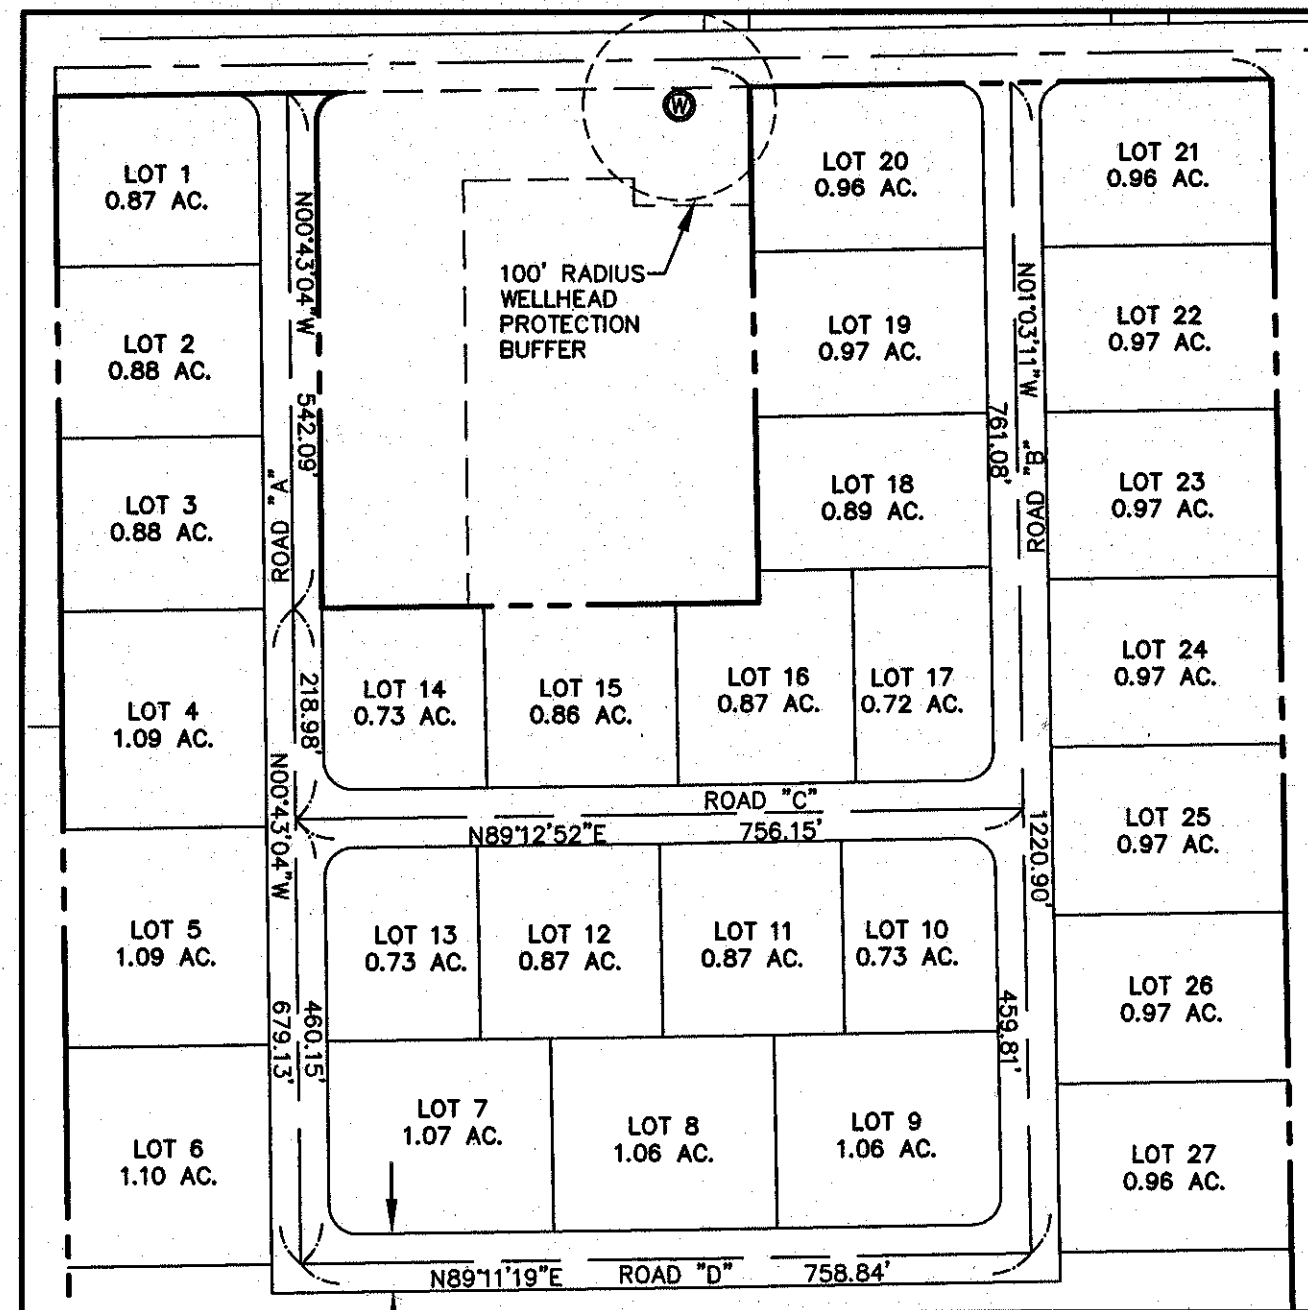 W
LOT 1
0.87 AC.
LOT 2
0.88 AC.
LOT 3
0.88 AC.
LOT 4
1.09 AC.
LOT 5
1.09 AC.
LOT 6
1.10 AC.
ROAD "A"
N00°43'04"W 542.09'
218.98'
N00°43'04"W 679.13'
460.15'
100' RADIUS
WELLHEAD
PROTECTION
BUFFER
LOT 20
0.96 AC.
LOT 19
0.97 AC.
LOT 18
0.89 AC.
LOT 14
0.73 AC.
LOT 15
0.86 AC.
LOT 16
0.87 AC.
LOT 17
0.72 AC.
ROAD "C"
N89°12'52"E 756.15'
LOT 13
0.73 AC.
LOT 12
0.87 AC.
LOT 11
0.87 AC.
LOT 10
0.73 AC.
LOT 7
1.07 AC.
LOT 8
1.06 AC.
LOT 9
1.06 AC.
N89°11'19"E ROAD "D" 758.84'
N01°03'11"W
ROAD "B"
761.08'
1220.90'
459.81'
LOT 21
0.96 AC.
LOT 22
0.97 AC.
LOT 23
0.97 AC.
LOT 24
0.97 AC.
LOT 25
0.97 AC.
LOT 26
0.97 AC.
LOT 27
0.96 AC.